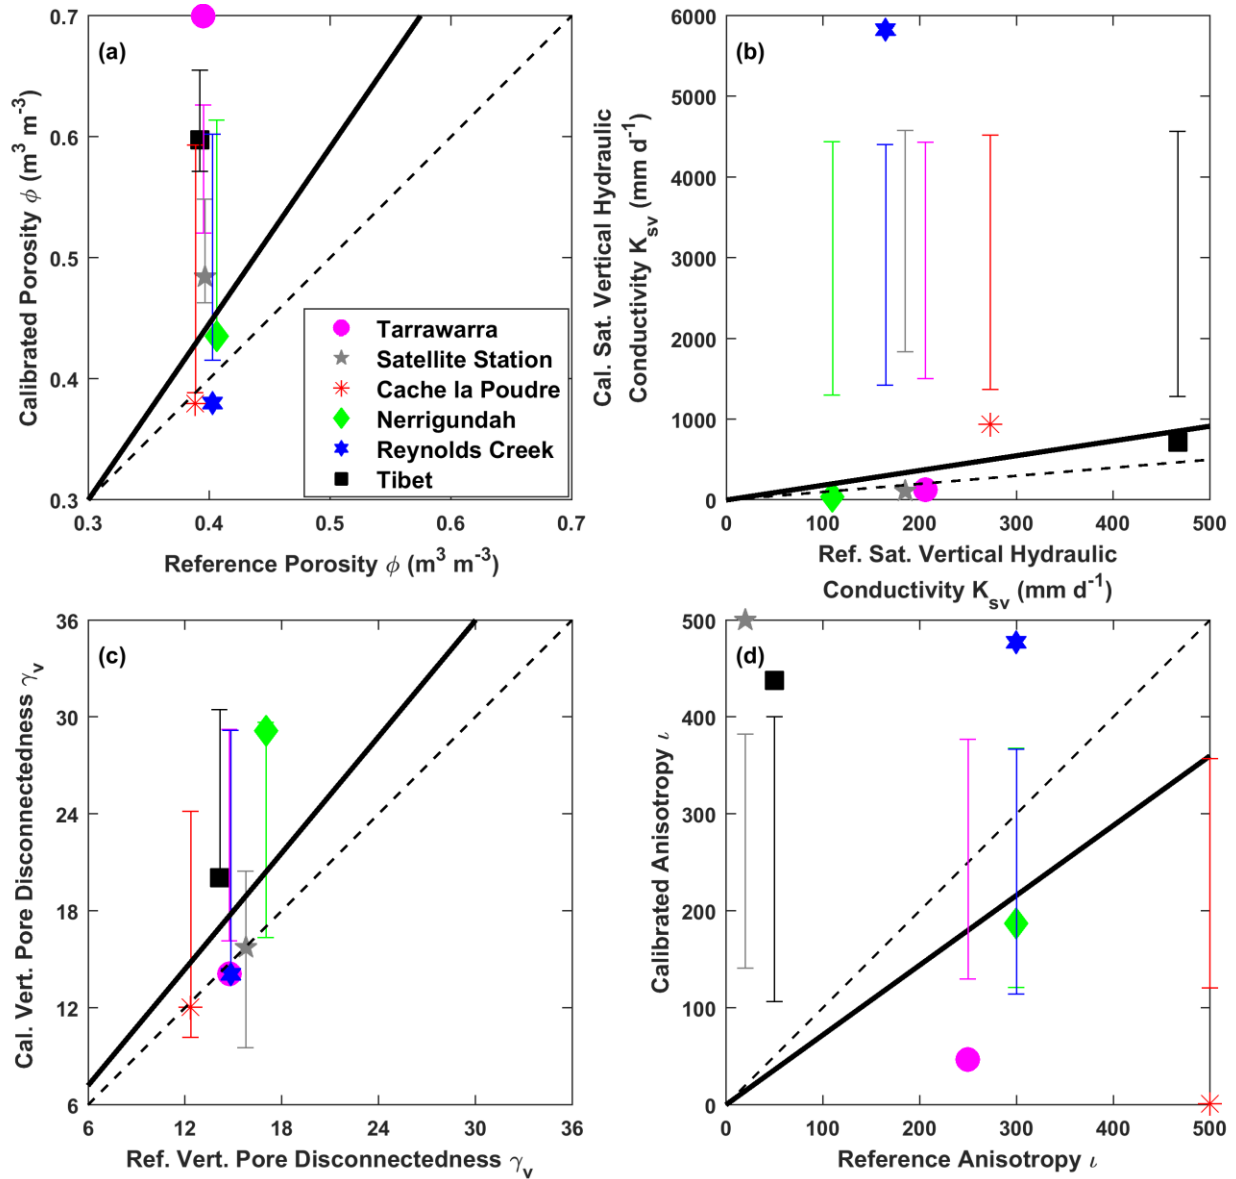 (a)
0.7
0.6
0.5
0.4
0.3
Calibrated Porosity ϕ (m³ m⁻³)
0.3 0.4 0.5 0.6 0.7
Reference Porosity ϕ (m³ m⁻³)
Tarrawarra
Satellite Station
Cache la Poudre
Nerrigundah
Reynolds Creek
Tibet
(b)
6000
5000
4000
3000
2000
1000
0
Cal. Sat. Vertical Hydraulic
Conductivity Kₛᵥ (mm d⁻¹)
0 100 200 300 400 500
Ref. Sat. Vertical Hydraulic
Conductivity Kₛᵥ (mm d⁻¹)
(c)
36
30
24
18
12
6
Cal. Vert. Pore Disconnectedness γᵥ
6 12 18 24 30 36
Ref. Vert. Pore Disconnectedness γᵥ
(d)
500
400
300
200
100
0
Calibrated Anisotropy ι
0 100 200 300 400 500
Reference Anisotropy ι